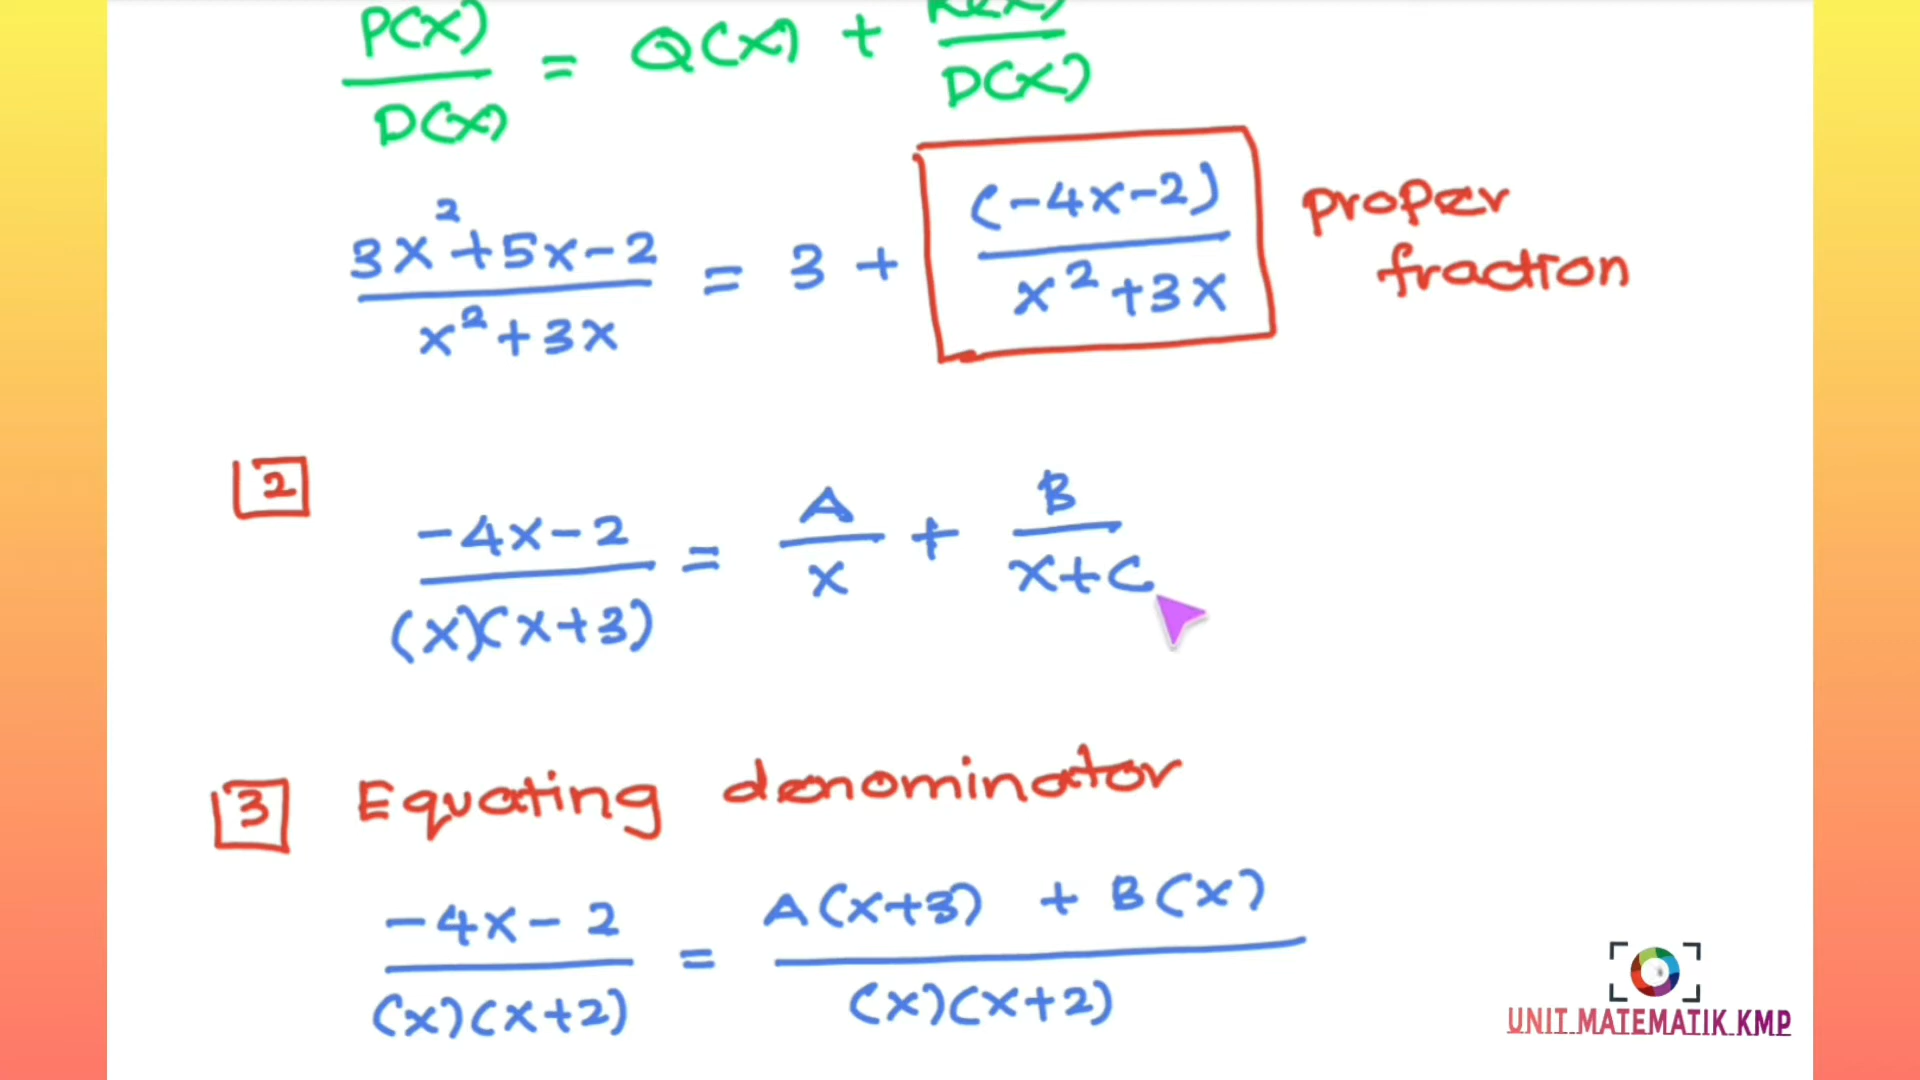 P(x)/D(x) = Q(x) + R(x)/D(x)
3x²+5x-2/x²+3x = 3 + (-4x-2)/x²+3x proper fraction
2
-4x-2/(x)(x+3) = A/x + B/x+C
3 Equating denominator
-4x-2/(x)(x+2) = A(x+3) + B(x)/(x)(x+2)
UNIT.MATEMATIK.KMP